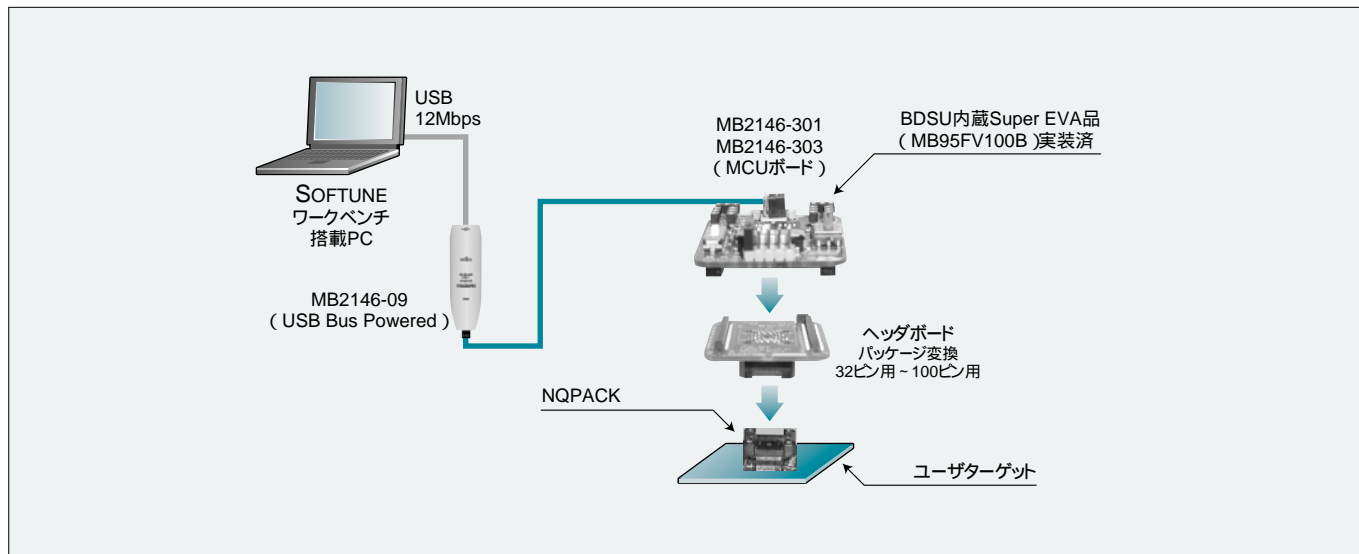 USB
12Mbps
SOFTUNE
ワークベンチ
搭載PC
MB2146-09
( USB Bus Powered )
MB2146-301
MB2146-303
( MCUボード )
BDSU内蔵Super EVA品
( MB95FV100B )実装済
ヘッダボード
パッケージ変換
32ピン用 ~ 100ピン用
NQPACK
ユーザターゲット